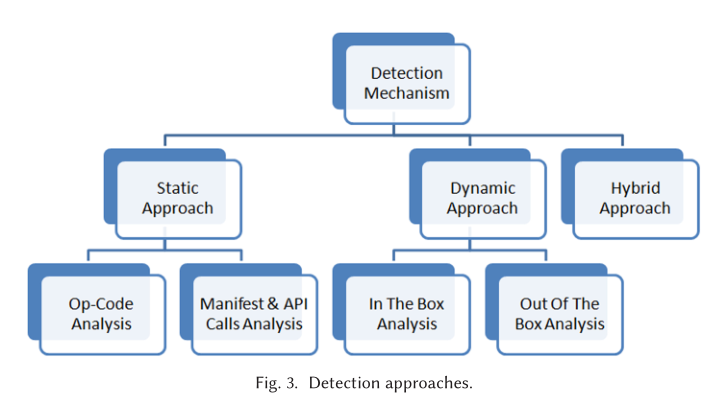 Detection
Mechanism
Static
Approach
Dynamic
Approach
Hybrid
Approach
Op-Code
Analysis
Manifest & API
Calls Analysis
In The Box
Analysis
Out Of The
Box Analysis
Fig. 3. Detection approaches.